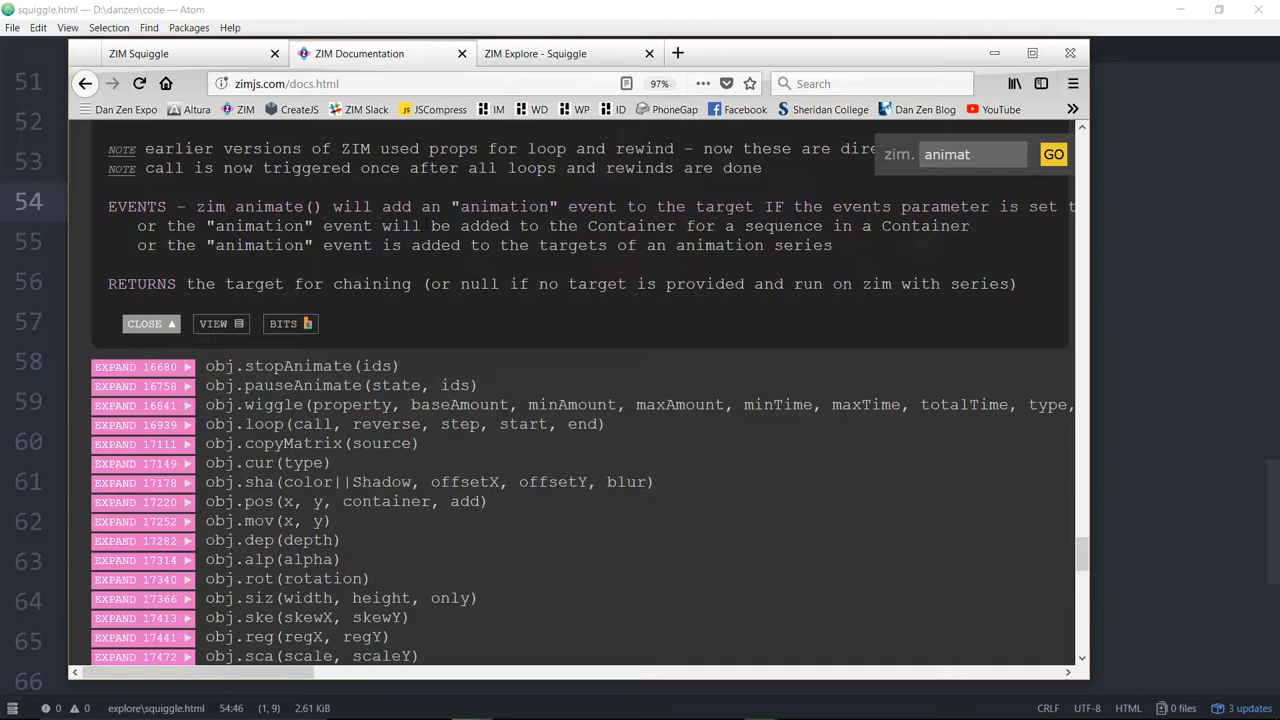 squiggle.html — D:\danzen\code — Atom
File Edit View Selection Find Packages Help
ZIM Squiggle
ZIM Documentation
ZIM Explore - Squiggle
zimjs.com/docs.html
97%
Search
Dan Zen Expo Altura ZIM CreateJS ZIM Slack JSCompress IM WD WP ID PhoneGap Facebook Sheridan College Dan Zen Blog YouTube
NOTE earlier versions of ZIM used props for loop and rewind - now these are dire
NOTE call is now triggered once after all loops and rewinds are done
zim. animat GO
EVENTS - zim animate() will add an "animation" event to the target IF the events parameter is set t
or the "animation" event will be added to the Container for a sequence in a Container
or the "animation" event is added to the targets of an animation series
RETURNS the target for chaining (or null if no target is provided and run on zim with series)
CLOSE ▲ VIEW BITS
EXPAND 16680 ▶ obj.stopAnimate(ids)
EXPAND 16758 ▶ obj.pauseAnimate(state, ids)
EXPAND 16841 ▶ obj.wiggle(property, baseAmount, minAmount, maxAmount, minTime, maxTime, totalTime, type,
EXPAND 16939 ▶ obj.loop(call, reverse, step, start, end)
EXPAND 17111 ▶ obj.copyMatrix(source)
EXPAND 17149 ▶ obj.cur(type)
EXPAND 17178 ▶ obj.sha(color||Shadow, offsetX, offsetY, blur)
EXPAND 17220 ▶ obj.pos(x, y, container, add)
EXPAND 17252 ▶ obj.mov(x, y)
EXPAND 17282 ▶ obj.dep(depth)
EXPAND 17314 ▶ obj.alp(alpha)
EXPAND 17340 ▶ obj.rot(rotation)
EXPAND 17366 ▶ obj.siz(width, height, only)
EXPAND 17413 ▶ obj.ske(skewX, skewY)
EXPAND 17441 ▶ obj.reg(regX, regY)
EXPAND 17472 ▶ obj.sca(scale, scaleY)
51
52
53
54
55
56
57
58
59
60
61
62
63
64
65
66
0 0 explore\squiggle.html 54:46 (1, 9) 2.61 KiB CRLF UTF-8 HTML 0 files 3 updates